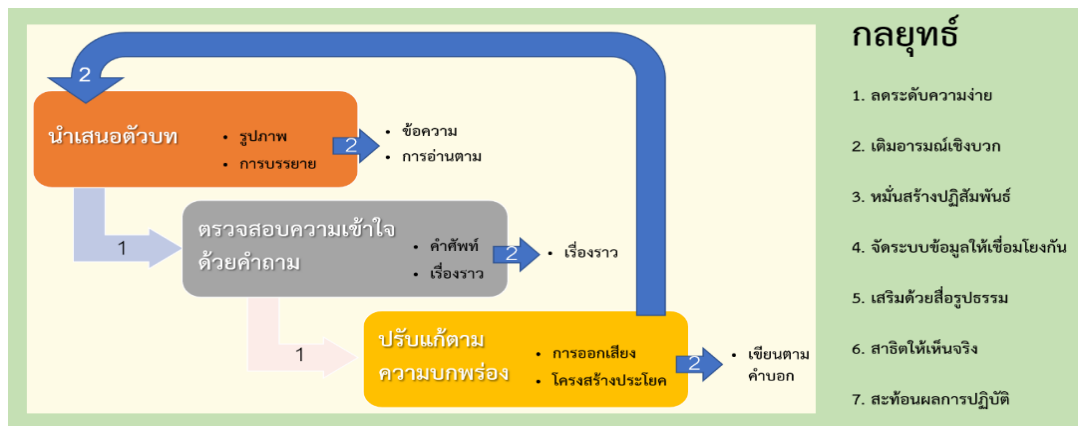 กลยุทธ์
1. ลดระดับความง่าย
2. เติมอารมณ์เชิงบวก
3. หมั่นสร้างปฏิสัมพันธ์
4. จัดระบบข้อมูลให้เชื่อมโยงกัน
5. เสริมด้วยสื่อรูปธรรม
6. สาธิตให้เห็นจริง
7. สะท้อนผลการปฏิบัติ
2
นำเสนอตัวบท
• รูปภาพ
• การบรรยาย
2
• ข้อความ
• การอ่านตาม
1
ตรวจสอบความเข้าใจ
ด้วยคำถาม
• คำศัพท์
• เรื่องราว
2
• เรื่องราว
1
ปรับแก้ตาม
ความบกพร่อง
• การออกเสียง
• โครงสร้างประโยค
2
• เขียนตาม
คำบอก